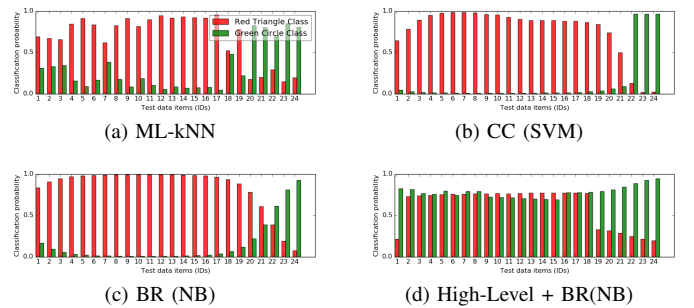 Classification probability
1.0
0.5
0.0
Red Triangle Class
Green Circle Class
1 2 3 4 5 6 7 8 9 10 11 12 13 14 15 16 17 18 19 20 21 22 23 24
Test data items (IDs)
(a) ML-kNN
Classification probability
1.0
0.5
0.0
1 2 3 4 5 6 7 8 9 10 11 12 13 14 15 16 17 18 19 20 21 22 23 24
Test data items (IDs)
(b) CC (SVM)
Classification probability
1.0
0.5
0.0
1 2 3 4 5 6 7 8 9 10 11 12 13 14 15 16 17 18 19 20 21 22 23 24
Test data items (IDs)
(c) BR (NB)
Classification probability
1.0
0.5
0.0
1 2 3 4 5 6 7 8 9 10 11 12 13 14 15 16 17 18 19 20 21 22 23 24
Test data items (IDs)
(d) High-Level + BR(NB)